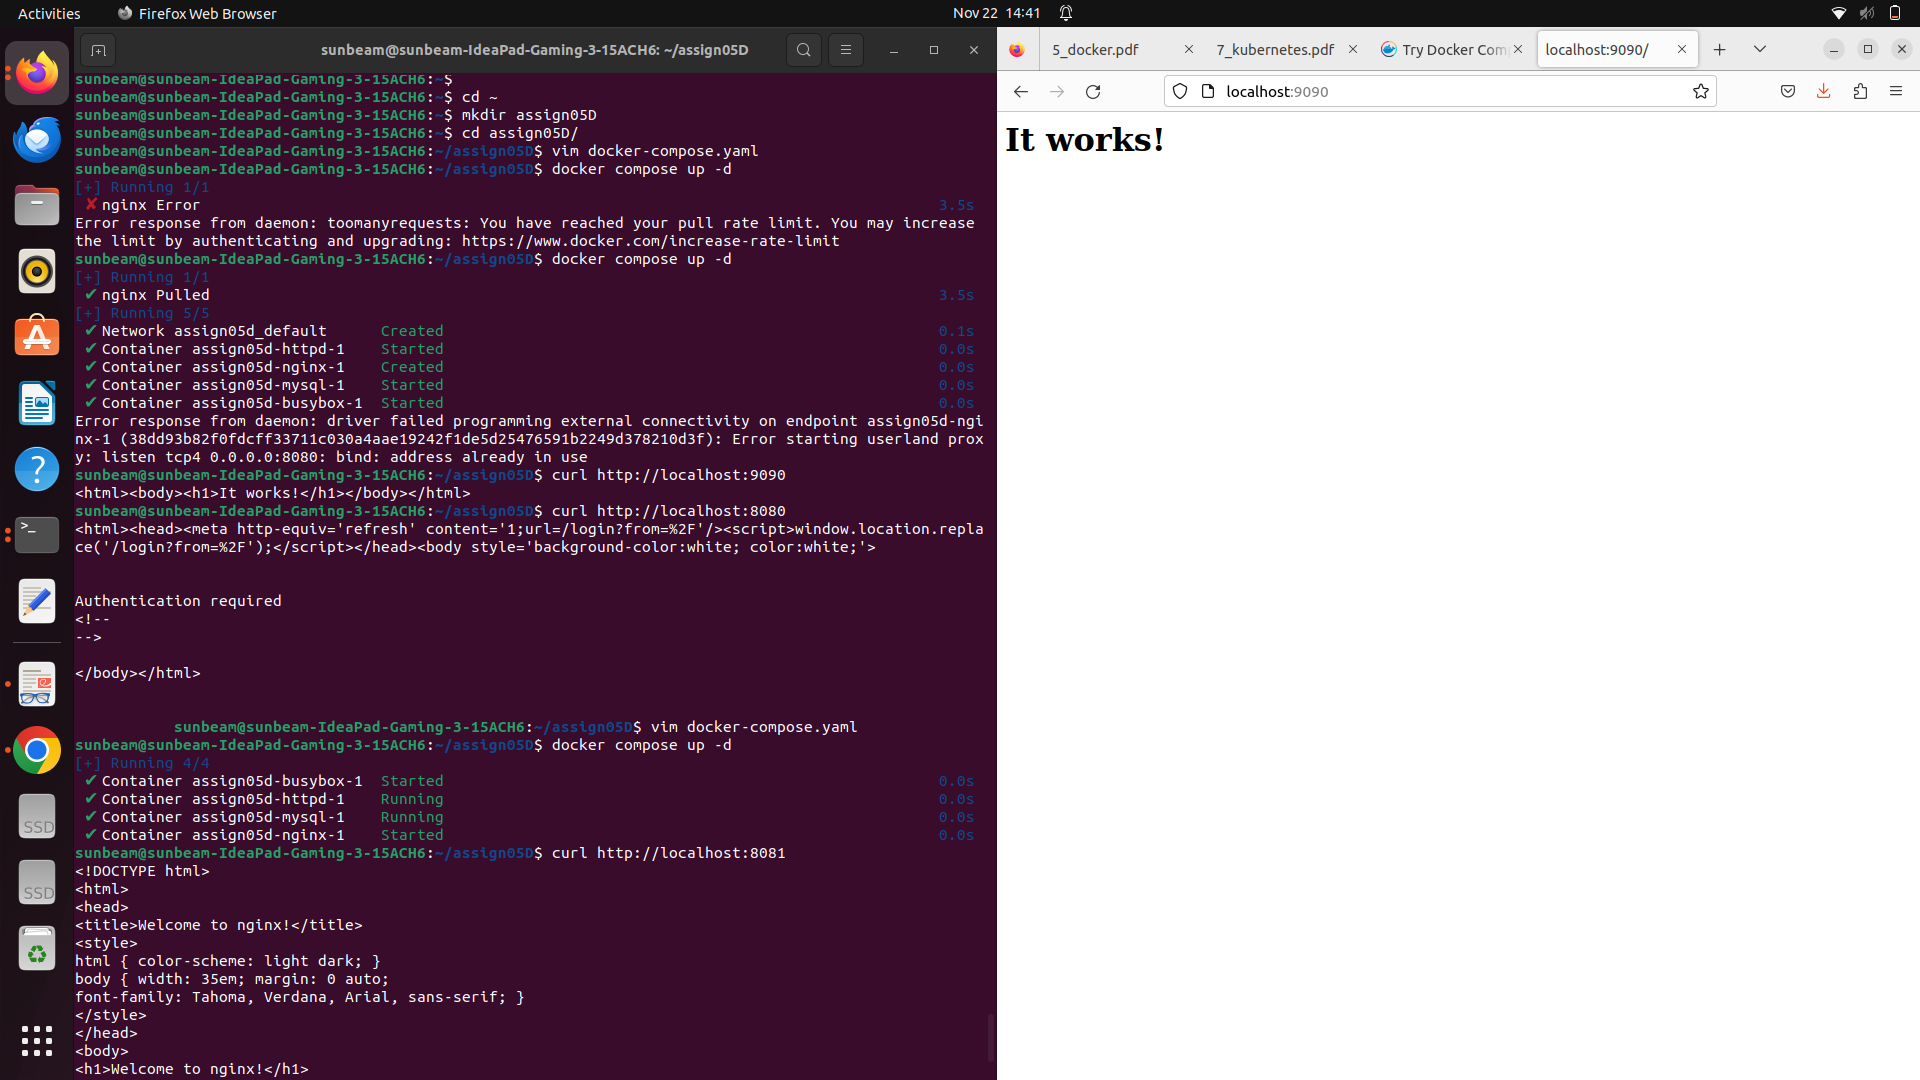 Activities
Firefox Web Browser
Nov 22 14:41
sunbeam@sunbeam-IdeaPad-Gaming-3-15ACH6: ~/assign05D
sunbeam@sunbeam-IdeaPad-Gaming-3-15ACH6:~$
sunbeam@sunbeam-IdeaPad-Gaming-3-15ACH6:~$ cd ~
sunbeam@sunbeam-IdeaPad-Gaming-3-15ACH6:~$ mkdir assign05D
sunbeam@sunbeam-IdeaPad-Gaming-3-15ACH6:~$ cd assign05D/
sunbeam@sunbeam-IdeaPad-Gaming-3-15ACH6:~/assign05D$ vim docker-compose.yaml
sunbeam@sunbeam-IdeaPad-Gaming-3-15ACH6:~/assign05D$ docker compose up -d
[+] Running 1/1
✘ nginx Error 3.5s
Error response from daemon: toomanyrequests: You have reached your pull rate limit. You may increase
the limit by authenticating and upgrading: https://www.docker.com/increase-rate-limit
sunbeam@sunbeam-IdeaPad-Gaming-3-15ACH6:~/assign05D$ docker compose up -d
[+] Running 1/1
✔ nginx Pulled 3.5s
[+] Running 5/5
✔ Network assign05d_default Created 0.1s
✔ Container assign05d-httpd-1 Started 0.0s
✔ Container assign05d-nginx-1 Created 0.0s
✔ Container assign05d-mysql-1 Started 0.0s
✔ Container assign05d-busybox-1 Started 0.0s
Error response from daemon: driver failed programming external connectivity on endpoint assign05d-ngi
nx-1 (38dd93b82f0fdcff33711c030a4aae19242f1de5d25476591b2249d378210d3f): Error starting userland prox
y: listen tcp4 0.0.0.0:8080: bind: address already in use
sunbeam@sunbeam-IdeaPad-Gaming-3-15ACH6:~/assign05D$ curl http://localhost:9090
<html><body><h1>It works!</h1></body></html>
sunbeam@sunbeam-IdeaPad-Gaming-3-15ACH6:~/assign05D$ curl http://localhost:8080
<html><head><meta http-equiv='refresh' content='1;url=/login?from=%2F'/><script>window.location.repla
ce('/login?from=%2F');</script></head><body style='background-color:white; color:white;'>
Authentication required
<!--
-->
</body></html>
sunbeam@sunbeam-IdeaPad-Gaming-3-15ACH6:~/assign05D$ vim docker-compose.yaml
sunbeam@sunbeam-IdeaPad-Gaming-3-15ACH6:~/assign05D$ docker compose up -d
[+] Running 4/4
✔ Container assign05d-busybox-1 Started 0.0s
✔ Container assign05d-httpd-1 Running 0.0s
✔ Container assign05d-mysql-1 Running 0.0s
✔ Container assign05d-nginx-1 Started 0.0s
sunbeam@sunbeam-IdeaPad-Gaming-3-15ACH6:~/assign05D$ curl http://localhost:8081
<!DOCTYPE html>
<html>
<head>
<title>Welcome to nginx!</title>
<style>
html { color-scheme: light dark; }
body { width: 35em; margin: 0 auto;
font-family: Tahoma, Verdana, Arial, sans-serif; }
</style>
</head>
<body>
<h1>Welcome to nginx!</h1>
SSD
SSD
5_docker.pdf
7_kubernetes.pdf
Try Docker Com
localhost:9090/
localhost:9090
It works!